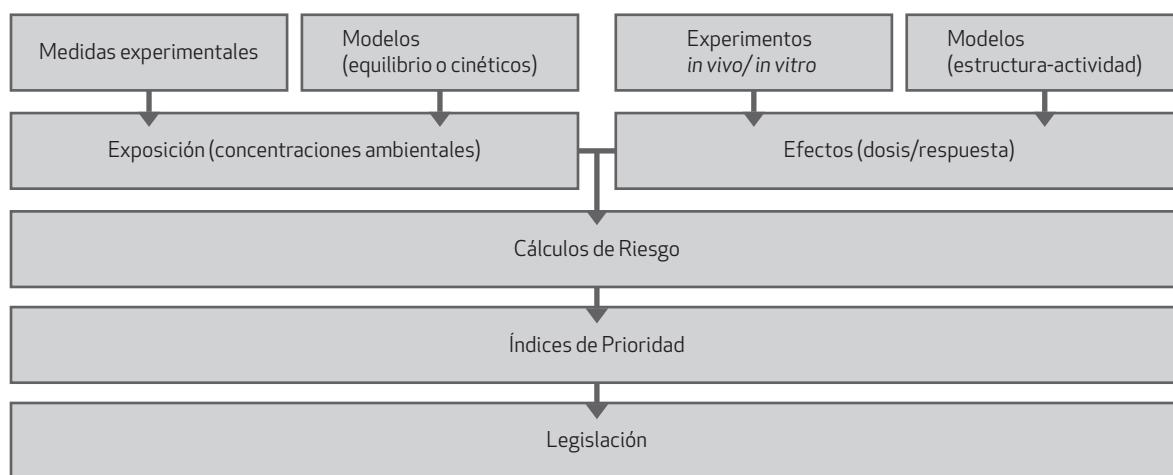 Medidas experimentales
Modelos
(equilibrio o cinéticos)
Experimentos
in vivo/ in vitro
Modelos
(estructura-actividad)
Exposición (concentraciones ambientales)
Efectos (dosis/respuesta)
Cálculos de Riesgo
Índices de Prioridad
Legislación